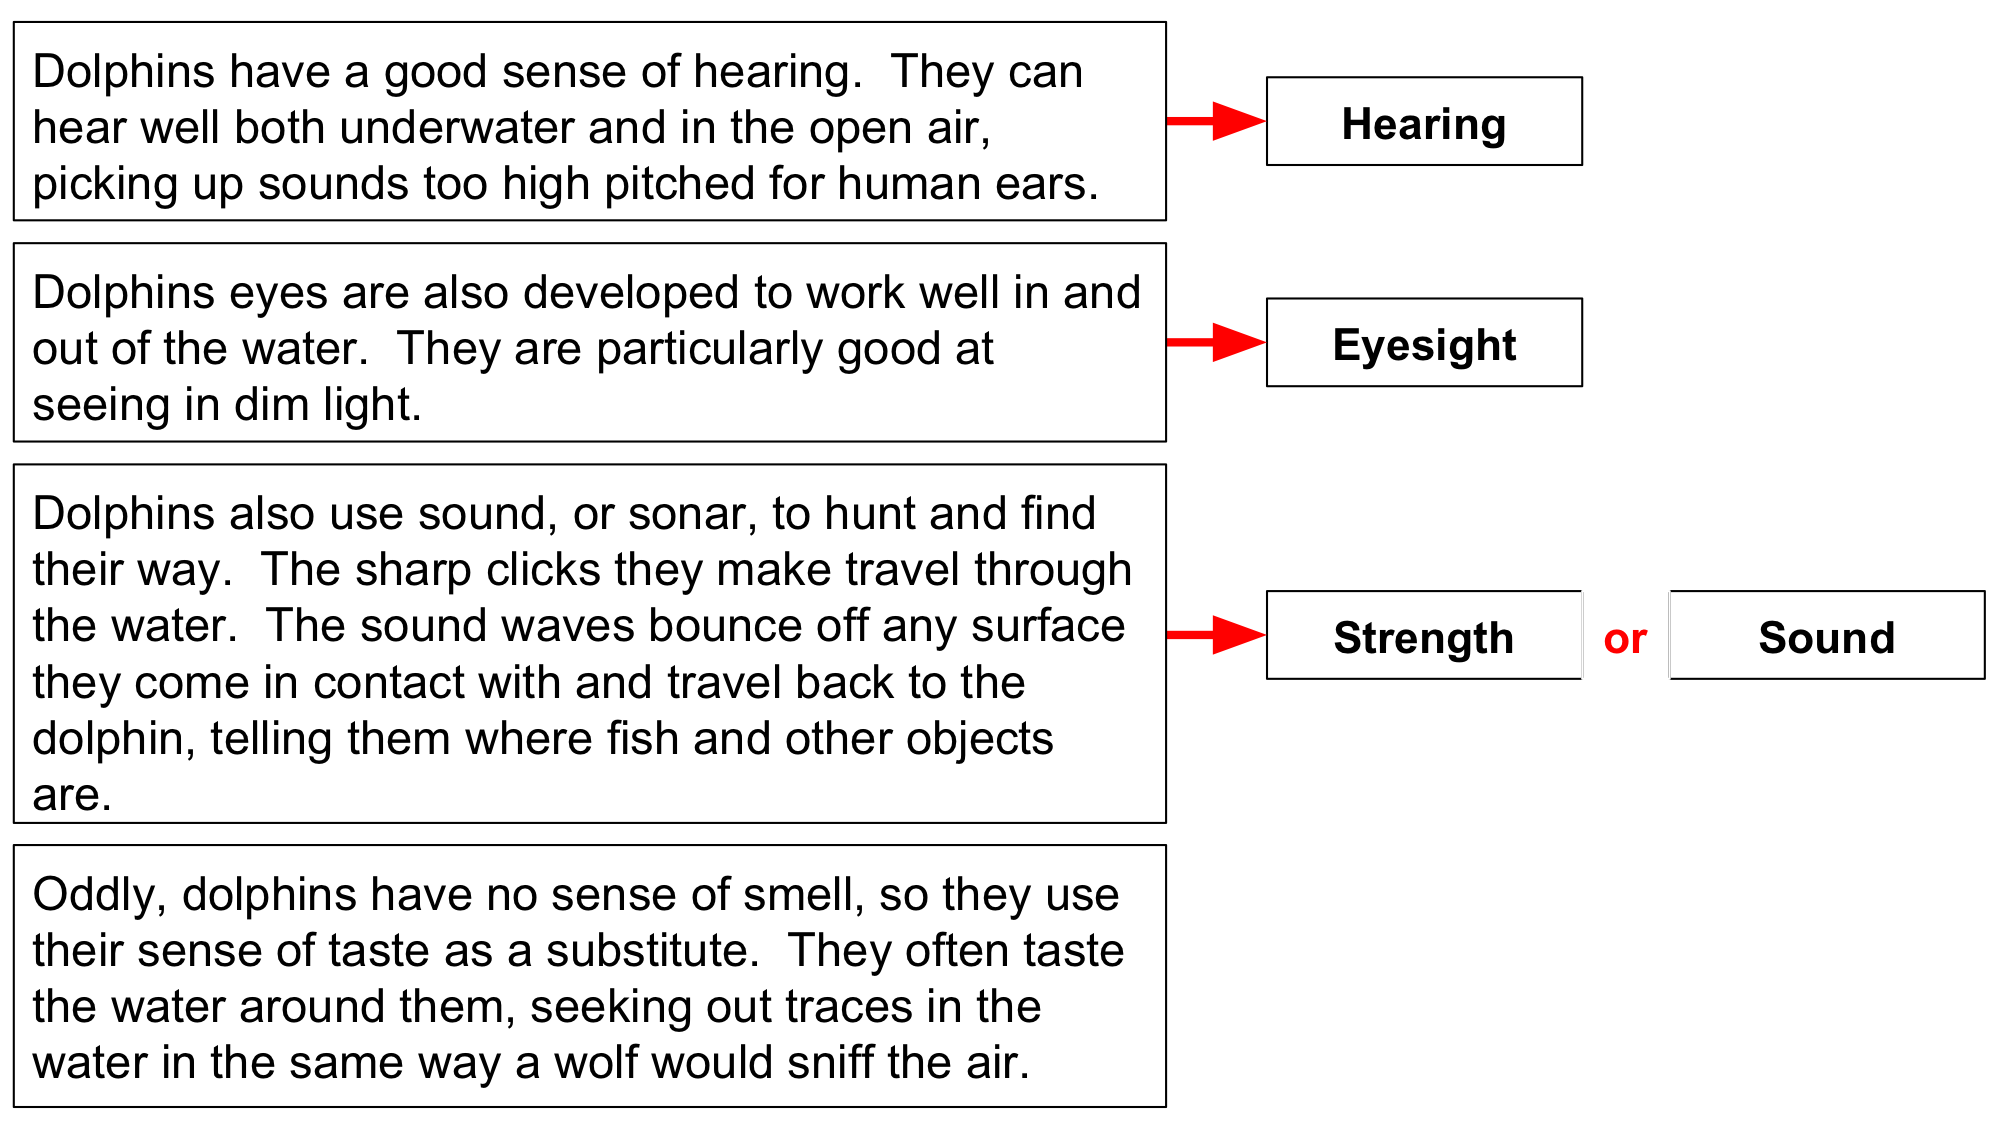 Dolphins have a good sense of hearing.  They can
hear well both underwater and in the open air,
picking up sounds too high pitched for human ears.
Hearing
Dolphins eyes are also developed to work well in and
out of the water.  They are particularly good at
seeing in dim light.
Eyesight
Dolphins also use sound, or sonar, to hunt and find
their way.  The sharp clicks they make travel through
the water.  The sound waves bounce off any surface
they come in contact with and travel back to the
dolphin, telling them where fish and other objects
are.
Strength or Sound
Oddly, dolphins have no sense of smell, so they use
their sense of taste as a substitute.  They often taste
the water around them, seeking out traces in the
water in the same way a wolf would sniff the air.